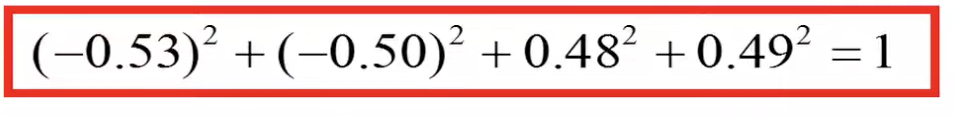 (−0.53)² + (−0.50)² + 0.48² + 0.49² = 1